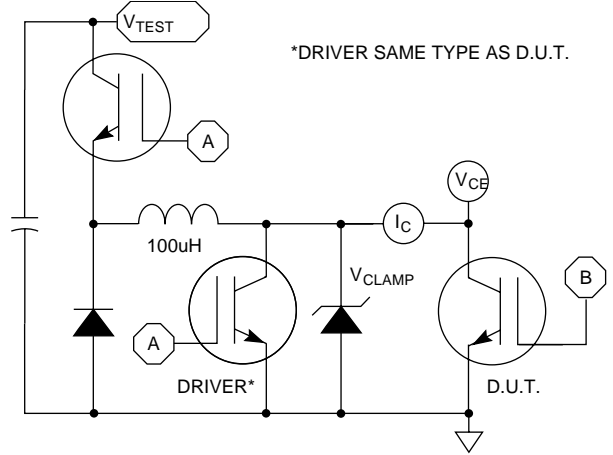 VTEST
*DRIVER SAME TYPE AS D.U.T.
A
VCE
IC
100uH
VCLAMP
B
A
DRIVER*
D.U.T.